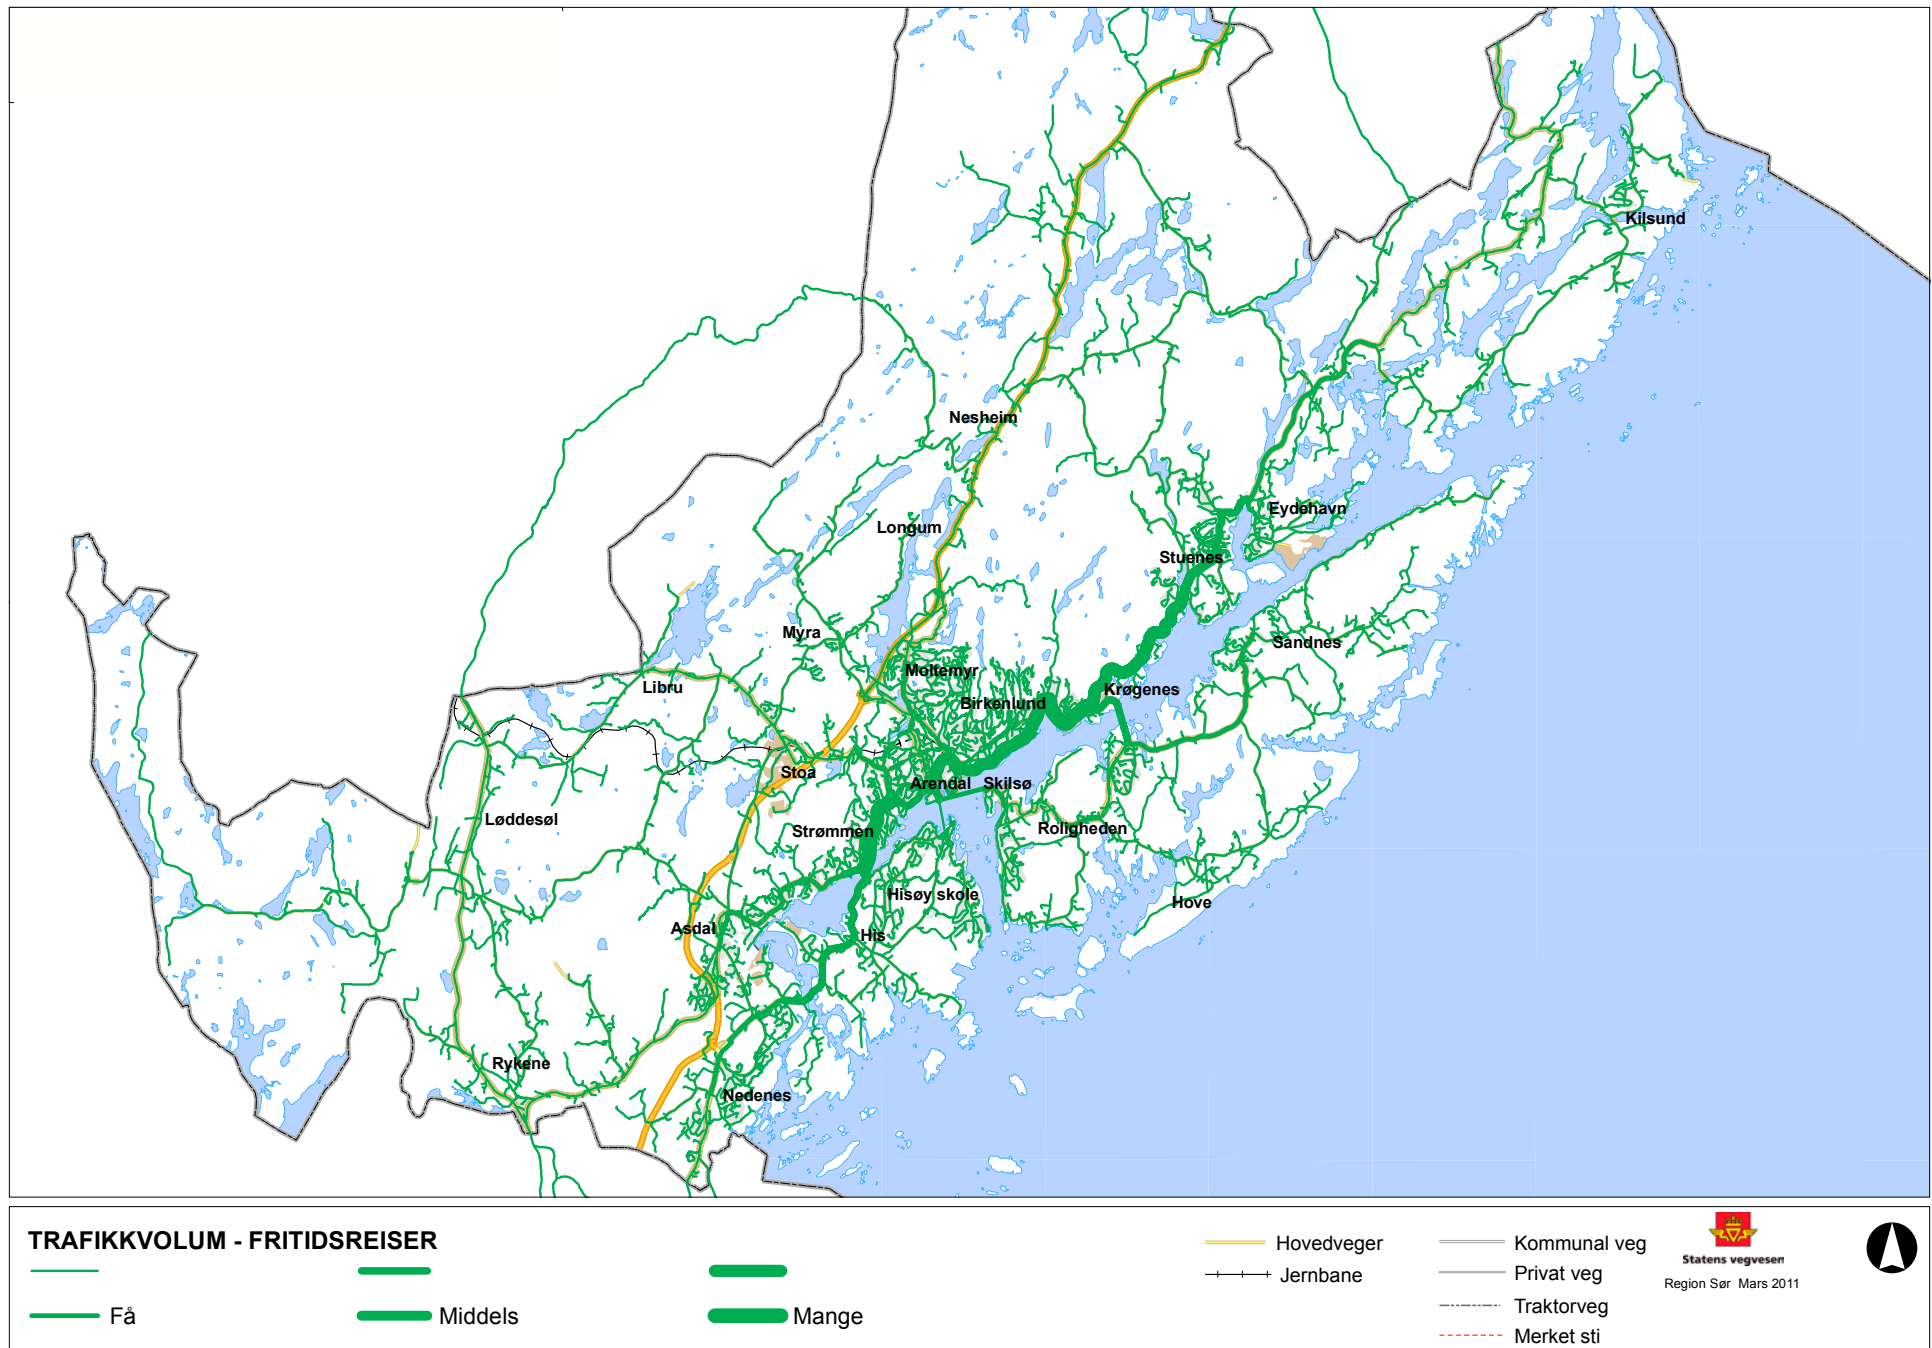 Kilsund
Nesheim
Longum
Eydehavn
Stuenes
Myra
Sandnes
Moltemyr
Libru
Krøgenes
Birkenlund
Stoa
Arendal
Skilsø
Løddesøl
Strømmen
Roligheden
Hisøy skole
Hove
Asdal
His
Rykene
Nedenes
TRAFIKKVOLUM - FRITIDSREISER
Få
Middels
Mange
Hovedveger
Jernbane
Kommunal veg
Privat veg
Traktorveg
Merket sti
Statens vegvesen
Region Sør Mars 2011